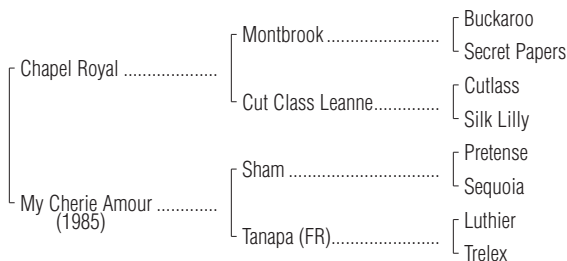 Buckaroo
Montbrook ........................
Secret Papers
Chapel Royal ....................
Cutlass
Cut Class Leanne..............
Silk Lilly
Pretense
Sham ................................
Sequoia
My Cherie Amour .............
(1985)
Luthier
Tanapa (FR).......................
Trelex